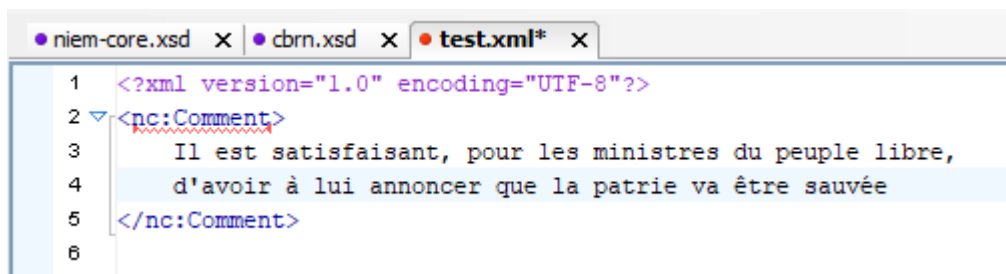 niem-core.xsd x cbrn.xsd x test.xml* x
1 <?xml version="1.0" encoding="UTF-8"?>
2 <nc:Comment>
3 Il est satisfaisant, pour les ministres du peuple libre,
4 d'avoir à lui annoncer que la patrie va être sauvée
5 </nc:Comment>
6